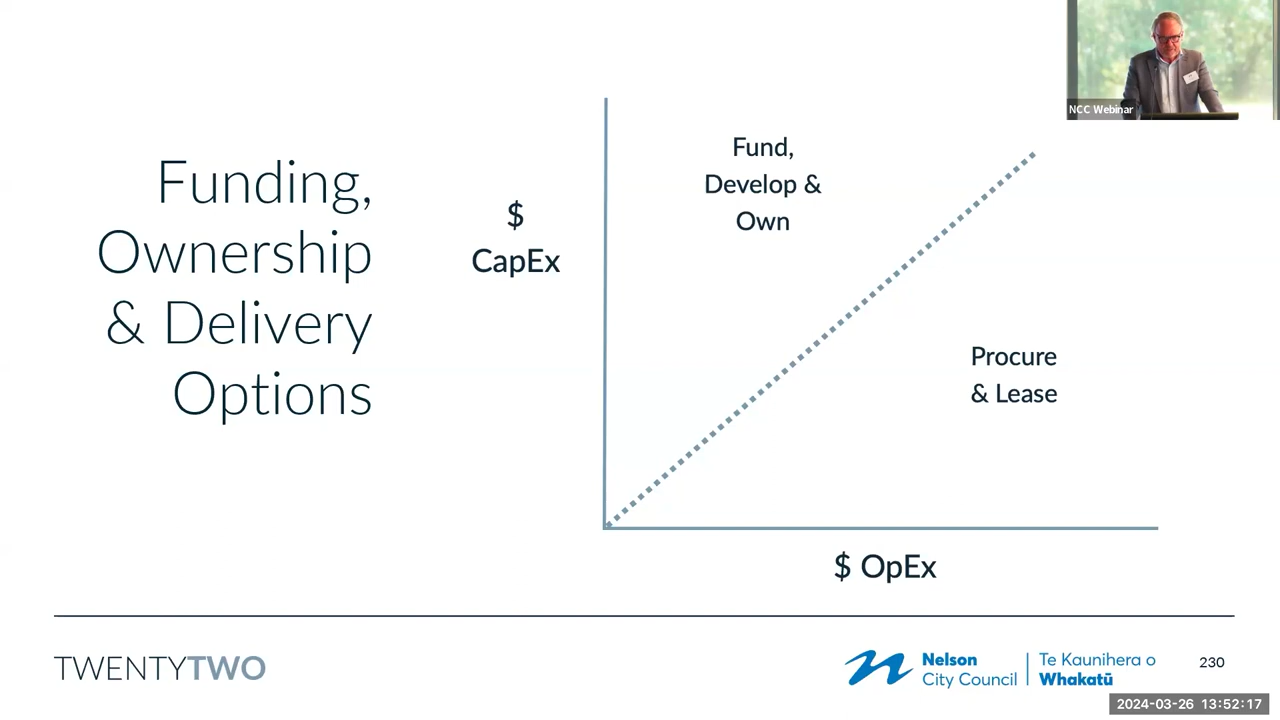 NCC Webinar
Funding,
Ownership
& Delivery
Options
$
CapEx
Fund,
Develop &
Own
Procure
& Lease
$ OpEx
TWENTYTWO
Nelson
City Council
Te Kaunihera o
Whakatū
230
2024-03-26 13:52:17